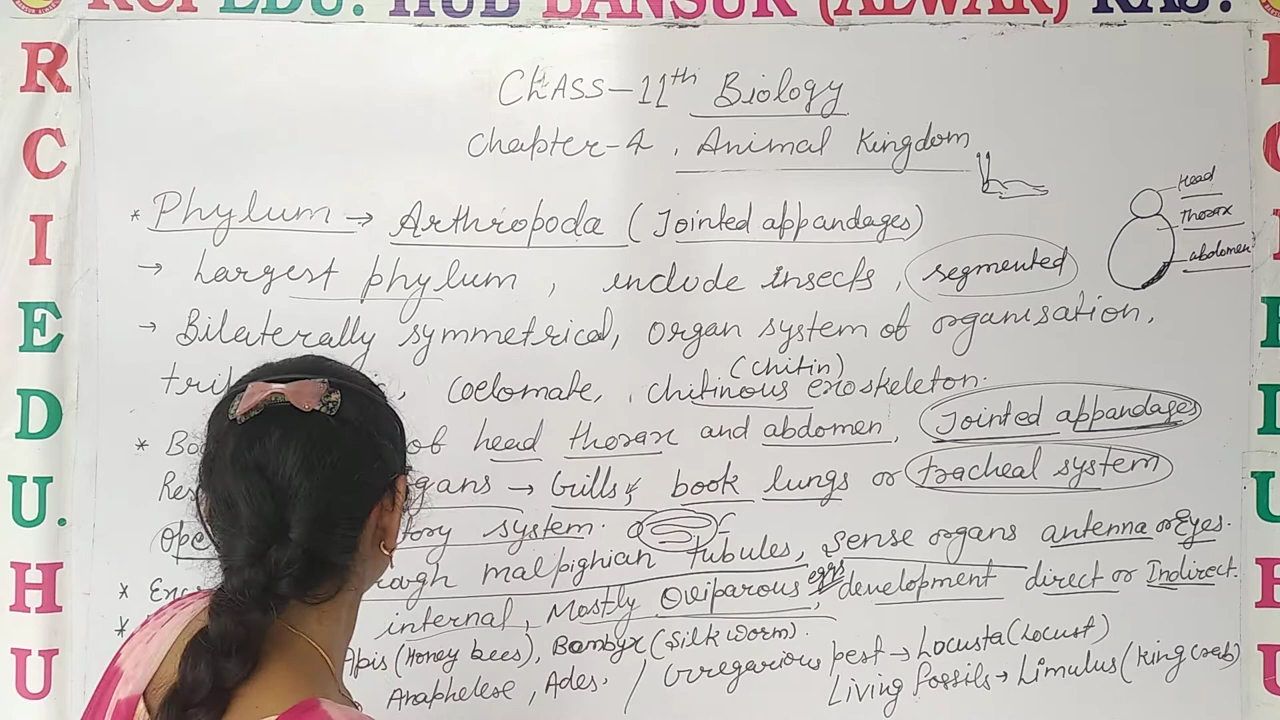 RCI EDU. HUB BANSUR (ALWAR) RAJ.
R
C
I
E
D
U.
H
U
CLASS-11th Biology
Chapter-4, Animal Kingdom
* Phylum → Arthropoda (Jointed appandages)
Head
Thorax
abdomen
→ Largest phylum, include insects, segmented
→ Bilaterally symmetrical, organ system of organisation,
coelomate, chitinous exoskeleton.
(chitin)
of head thorax and abdomen, Jointed appandages
→ Gills, book lungs or tracheal system
system.
malpighian tubules, sense organs antenna or Eyes.
internal, Mostly Oviparous eggs, development direct or Indirect.
Apis (Honey bees), Bombyx (Silk worm).
Anaphelese, Ades. / Grregarious pest → Locusta (Locust)
Living fossils → Limulus (King crab)